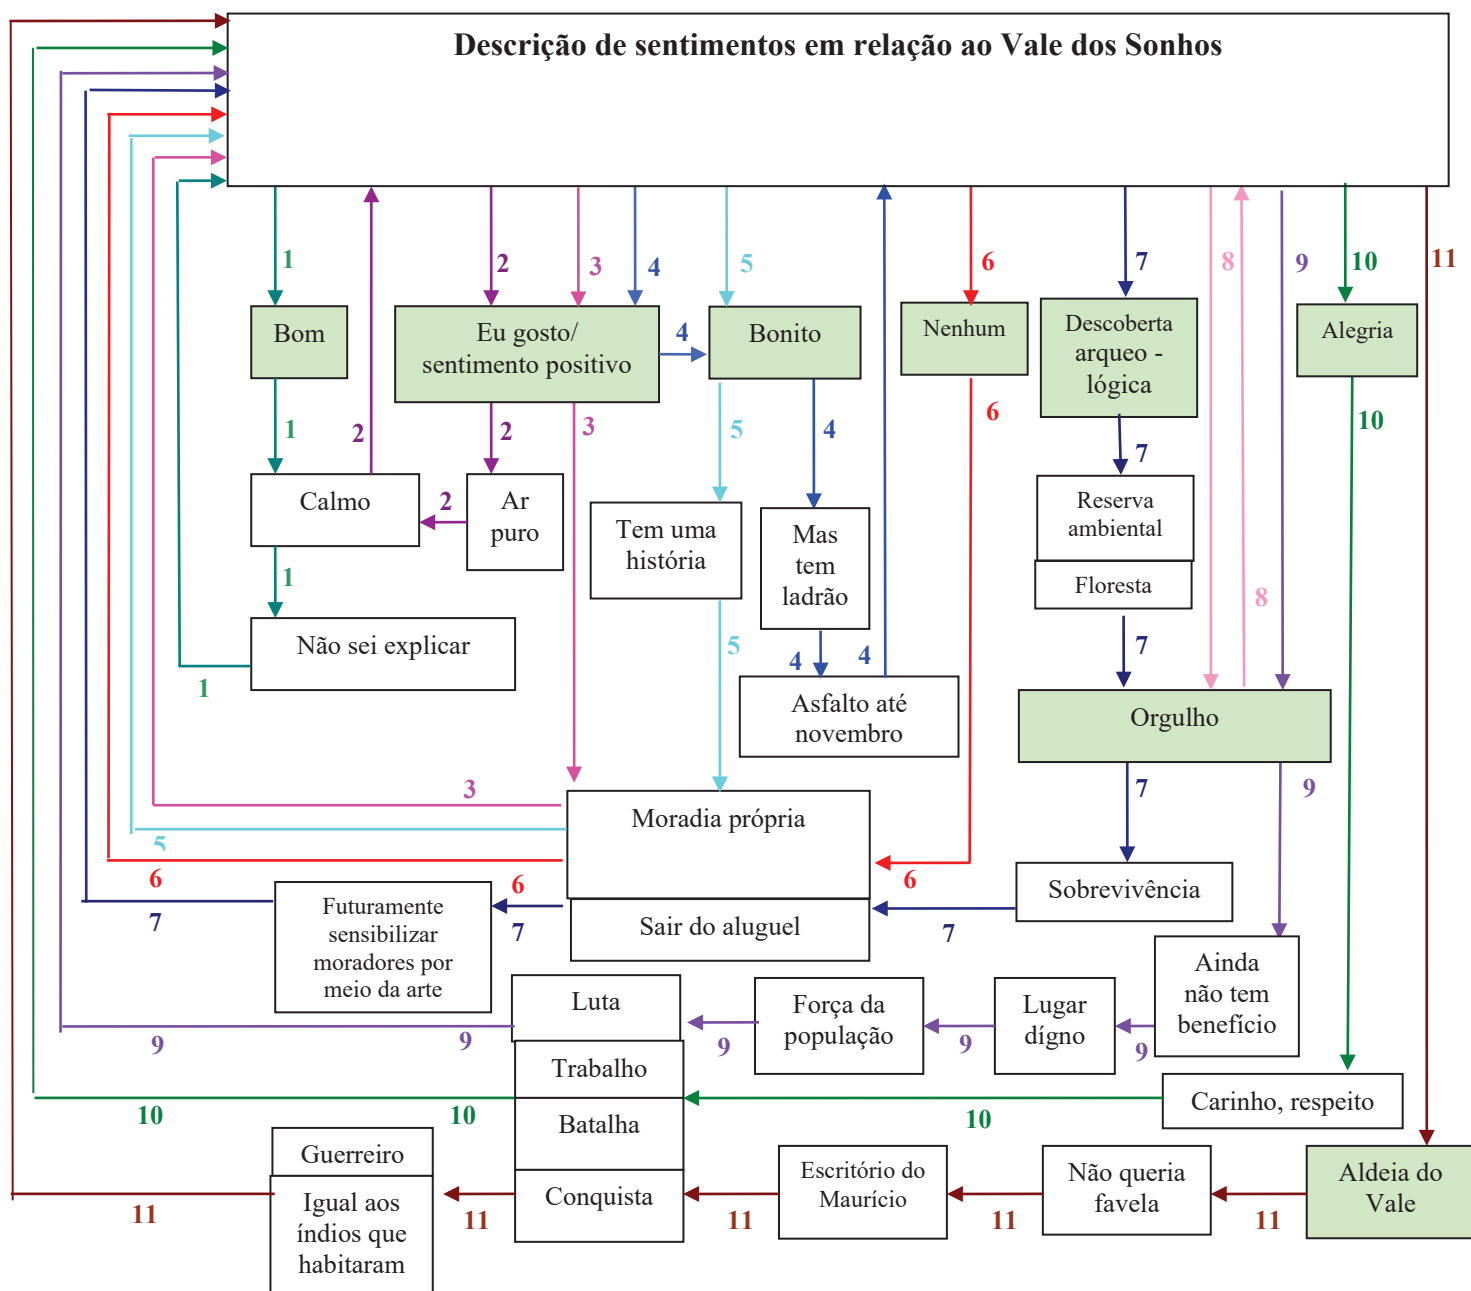 Descrição de sentimentos em relação ao Vale dos Sonhos
1
2
3
4
5
6
7
8
9
10
11
Bom
Eu gosto/
sentimento positivo
4
Bonito
Nenhum
Descoberta
arqueo -
lógica
Alegria
1
2
2
3
5
4
6
7
10
Calmo
2
Ar
puro
Tem uma
história
Mas
tem
ladrão
Reserva
ambiental
Floresta
1
5
4
4
7
8
Não sei explicar
1
Asfalto até
novembro
Orgulho
3
5
6
7
Moradia própria
Sair do aluguel
6
7
6
7
7
9
Sobrevivência
Futuramente
sensibilizar
moradores por
meio da arte
Luta
Trabalho
Batalha
Conquista
Força da
população
Lugar
dígno
Ainda
não tem
benefício
9
9
9
9
9
10
10
10
Carinho, respeito
Guerreiro
Igual aos
índios que
habitaram
Escritório do
Maurício
Não queria
favela
Aldeia do
Vale
11
11
11
11
11